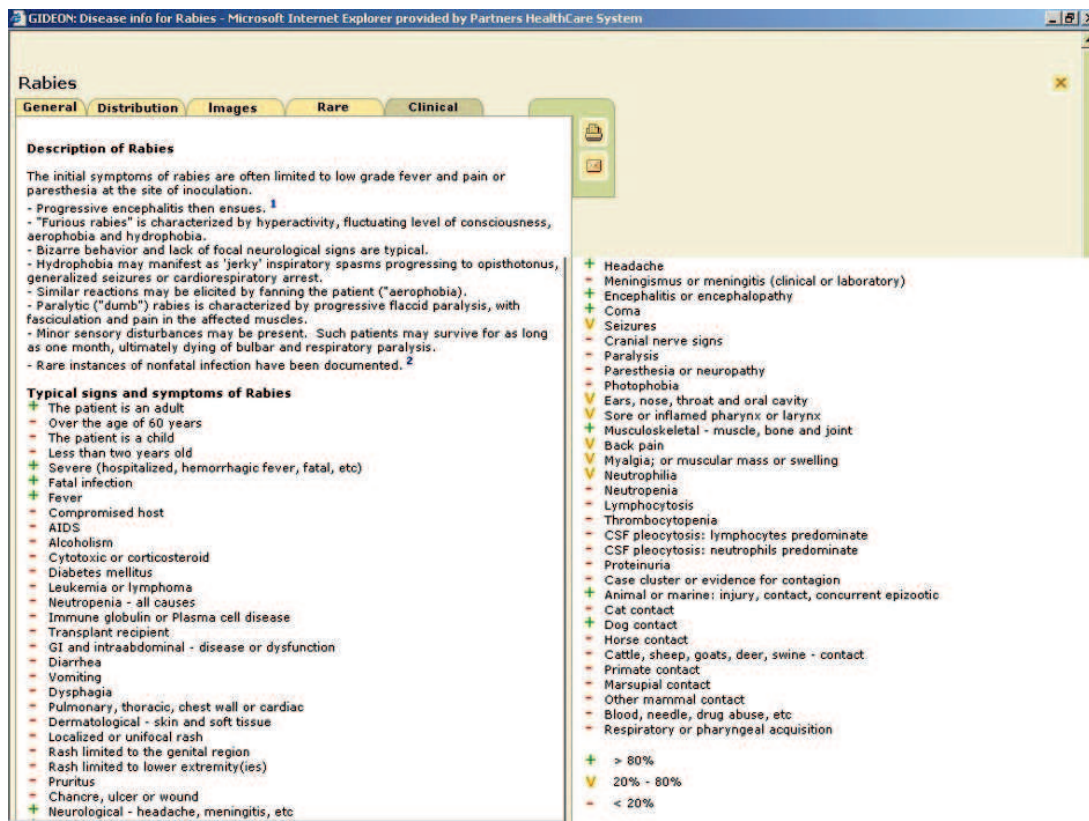 GIDEON: Disease info for Rabies - Microsoft Internet Explorer provided by Partners HealthCare System
Rabies
General Distribution Images Rare Clinical
Description of Rabies
The initial symptoms of rabies are often limited to low grade fever and pain or
paresthesia at the site of inoculation.
- Progressive encephalitis then ensues. 1
- "Furious rabies" is characterized by hyperactivity, fluctuating level of consciousness,
aerophobia and hydrophobia.
- Bizarre behavior and lack of focal neurological signs are typical.
- Hydrophobia may manifest as 'jerky' inspiratory spasms progressing to opisthotonus,
generalized seizures or cardiorespiratory arrest.
- Similar reactions may be elicited by fanning the patient ("aerophobia).
- Paralytic ("dumb") rabies is characterized by progressive flaccid paralysis, with
fasciculation and pain in the affected muscles.
- Minor sensory disturbances may be present. Such patients may survive for as long
as one month, ultimately dying of bulbar and respiratory paralysis.
- Rare instances of nonfatal infection have been documented. 2
Typical signs and symptoms of Rabies
+ The patient is an adult
- Over the age of 60 years
- The patient is a child
- Less than two years old
+ Severe (hospitalized, hemorrhagic fever, fatal, etc)
+ Fatal infection
+ Fever
- Compromised host
- AIDS
- Alcoholism
- Cytotoxic or corticosteroid
- Diabetes mellitus
- Leukemia or lymphoma
- Neutropenia - all causes
- Immune globulin or Plasma cell disease
- Transplant recipient
- GI and intraabdominal - disease or dysfunction
- Diarrhea
- Vomiting
- Dysphagia
- Pulmonary, thoracic, chest wall or cardiac
- Dermatological - skin and soft tissue
- Localized or unifocal rash
- Rash limited to the genital region
- Rash limited to lower extremity(ies)
- Pruritus
- Chancre, ulcer or wound
+ Neurological - headache, meningitis, etc
+ Headache
- Meningismus or meningitis (clinical or laboratory)
+ Encephalitis or encephalopathy
+ Coma
V Seizures
- Cranial nerve signs
- Paralysis
- Paresthesia or neuropathy
- Photophobia
V Ears, nose, throat and oral cavity
V Sore or inflamed pharynx or larynx
+ Musculoskeletal - muscle, bone and joint
V Back pain
V Myalgia; or muscular mass or swelling
V Neutrophilia
- Neutropenia
- Lymphocytosis
- Thrombocytopenia
- CSF pleocytosis: lymphocytes predominate
- CSF pleocytosis: neutrophils predominate
- Proteinuria
- Case cluster or evidence for contagion
+ Animal or marine: injury, contact, concurrent epizootic
- Cat contact
+ Dog contact
- Horse contact
- Cattle, sheep, goats, deer, swine - contact
- Primate contact
- Marsupial contact
- Other mammal contact
- Blood, needle, drug abuse, etc
- Respiratory or pharyngeal acquisition
+ > 80%
V 20% - 80%
- < 20%